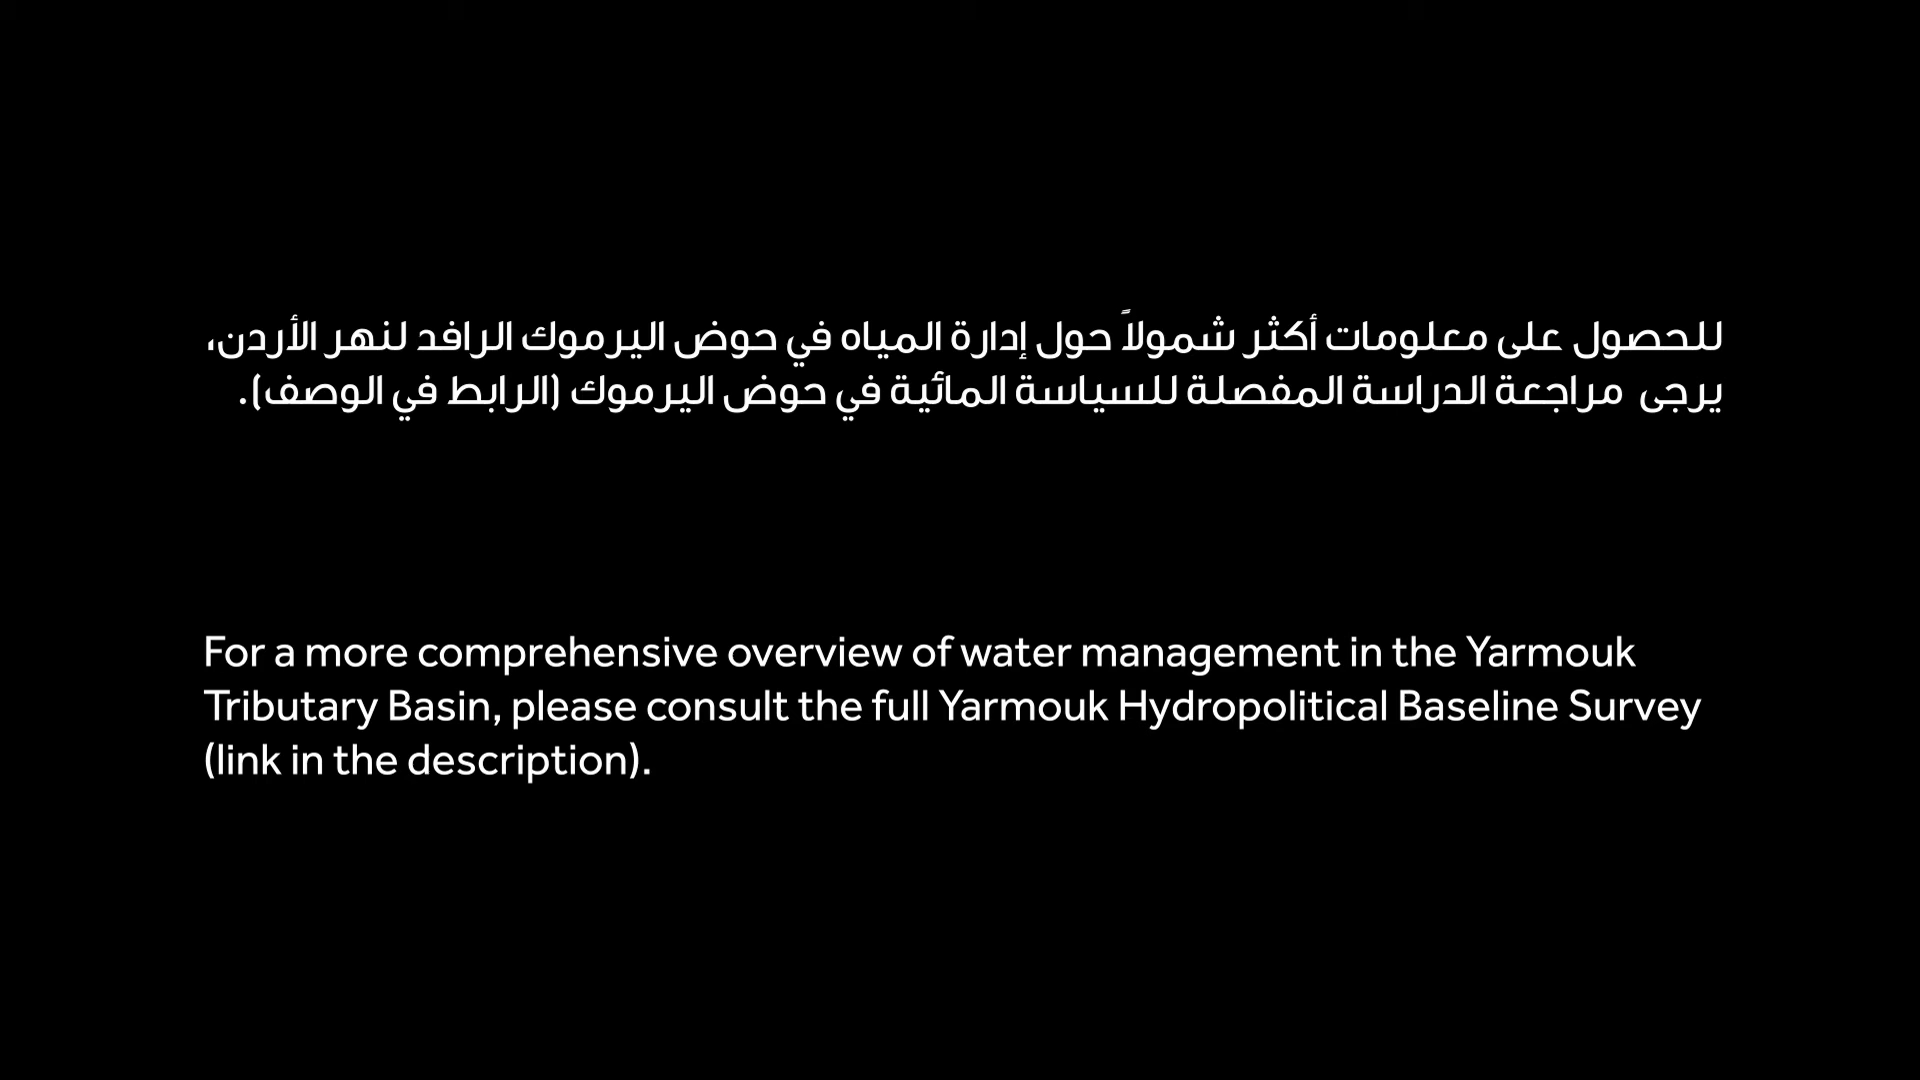 للحصول على معلومات أكثر شمولاً حول إدارة المياه في حوض اليرموك الرافد لنهر الأردن،
يرجى مراجعة الدراسة المفصلة للسياسة المائية في حوض اليرموك (الرابط في الوصف).
For a more comprehensive overview of water management in the Yarmouk
Tributary Basin, please consult the full Yarmouk Hydropolitical Baseline Survey
(link in the description).